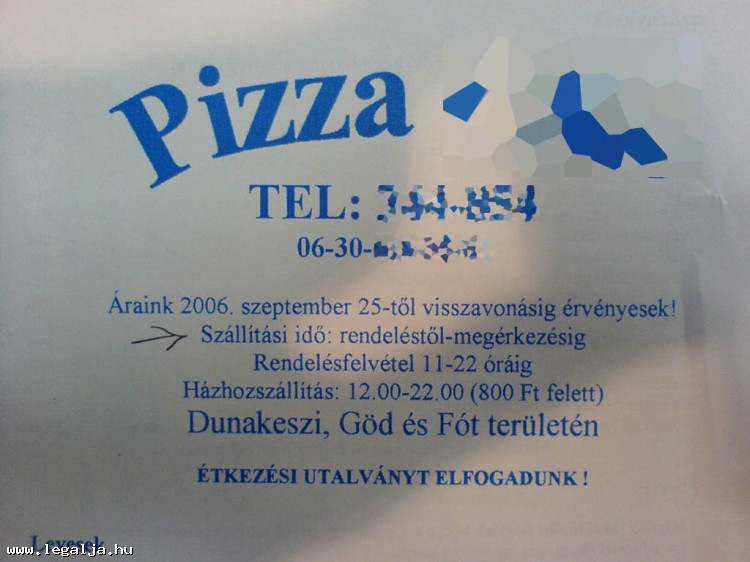 Pizza
TEL:
06-30-
Áraink 2006. szeptember 25-től visszavonásig érvényesek!
Szállítási idő: rendeléstől-megérkezésig
Rendelésfelvétel 11-22 óráig
Házhozszállítás: 12.00-22.00 (800 Ft felett)
Dunakeszi, Göd és Fót területén
ÉTKEZÉSI UTALVÁNYT ELFOGADUNK !
Levesek
www.legalja.hu